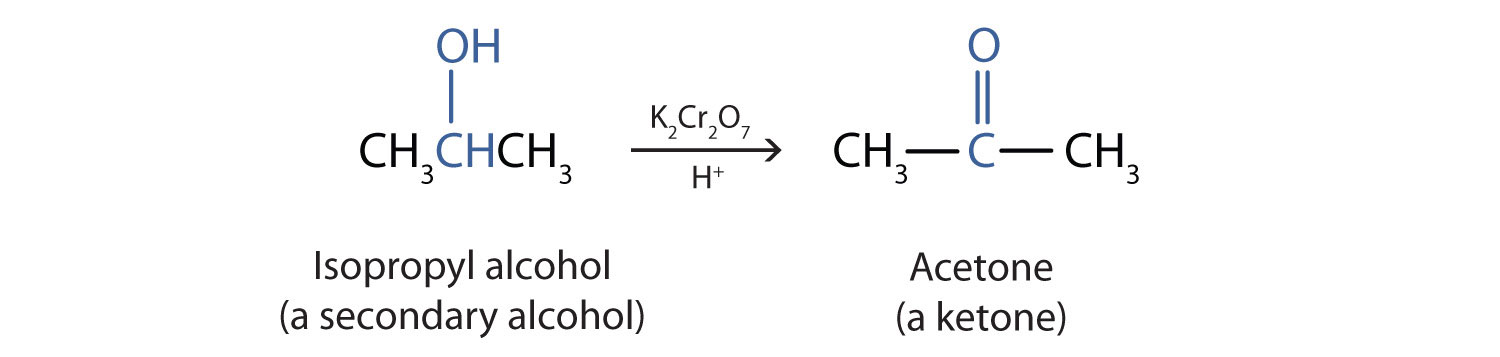 OH
O
K₂Cr₂O₇
CH₃CHCH₃
CH₃—C—CH₃
H⁺
Isopropyl alcohol
Acetone
(a secondary alcohol)
(a ketone)